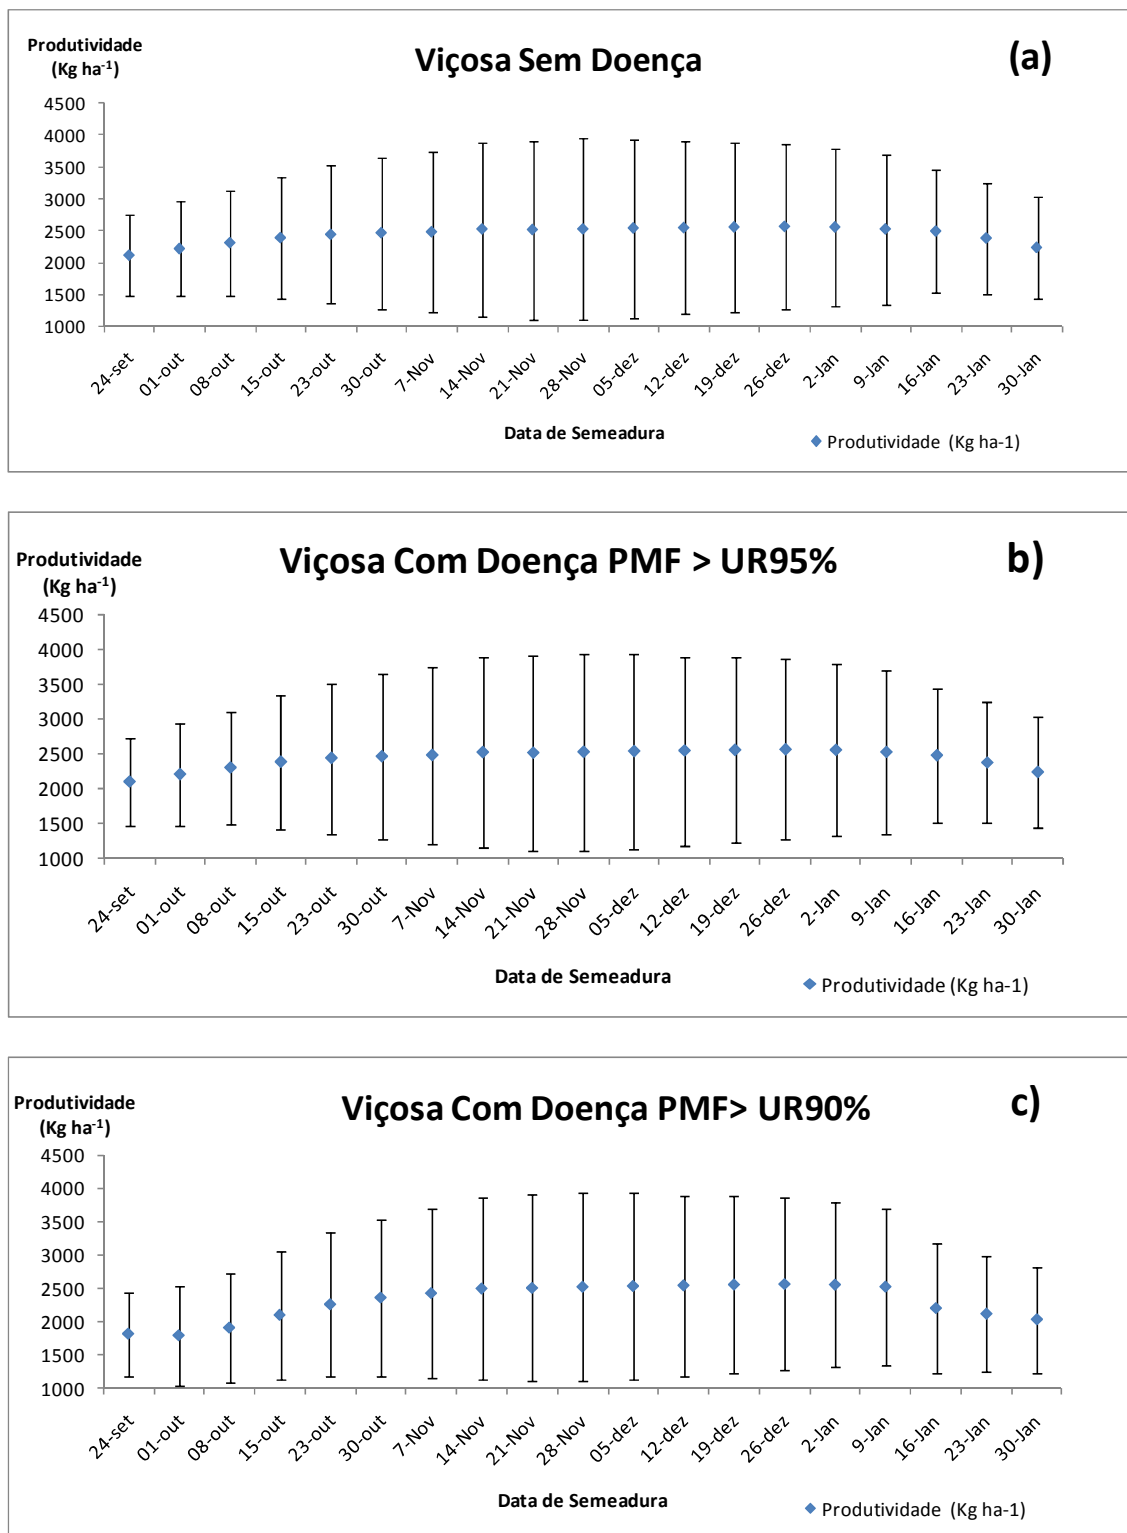 Produtividade
(Kg ha-1)
Viçosa Sem Doença
(a)
4500
4000
3500
3000
2500
2000
1500
1000
24-set
01-out
08-out
15-out
23-out
30-out
7-Nov
14-Nov
21-Nov
28-Nov
05-dez
12-dez
19-dez
26-dez
2-Jan
9-Jan
16-Jan
23-Jan
30-Jan
Data de Semeadura
Produtividade (Kg ha-1)
Produtividade
(Kg ha-1)
Viçosa Com Doença PMF > UR95%
b)
4500
4000
3500
3000
2500
2000
1500
1000
24-set
01-out
08-out
15-out
23-out
30-out
7-Nov
14-Nov
21-Nov
28-Nov
05-dez
12-dez
19-dez
26-dez
2-Jan
9-Jan
16-Jan
23-Jan
30-Jan
Data de Semeadura
Produtividade (Kg ha-1)
Produtividade
(Kg ha-1)
Viçosa Com Doença PMF> UR90%
c)
4500
4000
3500
3000
2500
2000
1500
1000
24-set
01-out
08-out
15-out
23-out
30-out
7-Nov
14-Nov
21-Nov
28-Nov
05-dez
12-dez
19-dez
26-dez
2-Jan
9-Jan
16-Jan
23-Jan
30-Jan
Data de Semeadura
Produtividade (Kg ha-1)